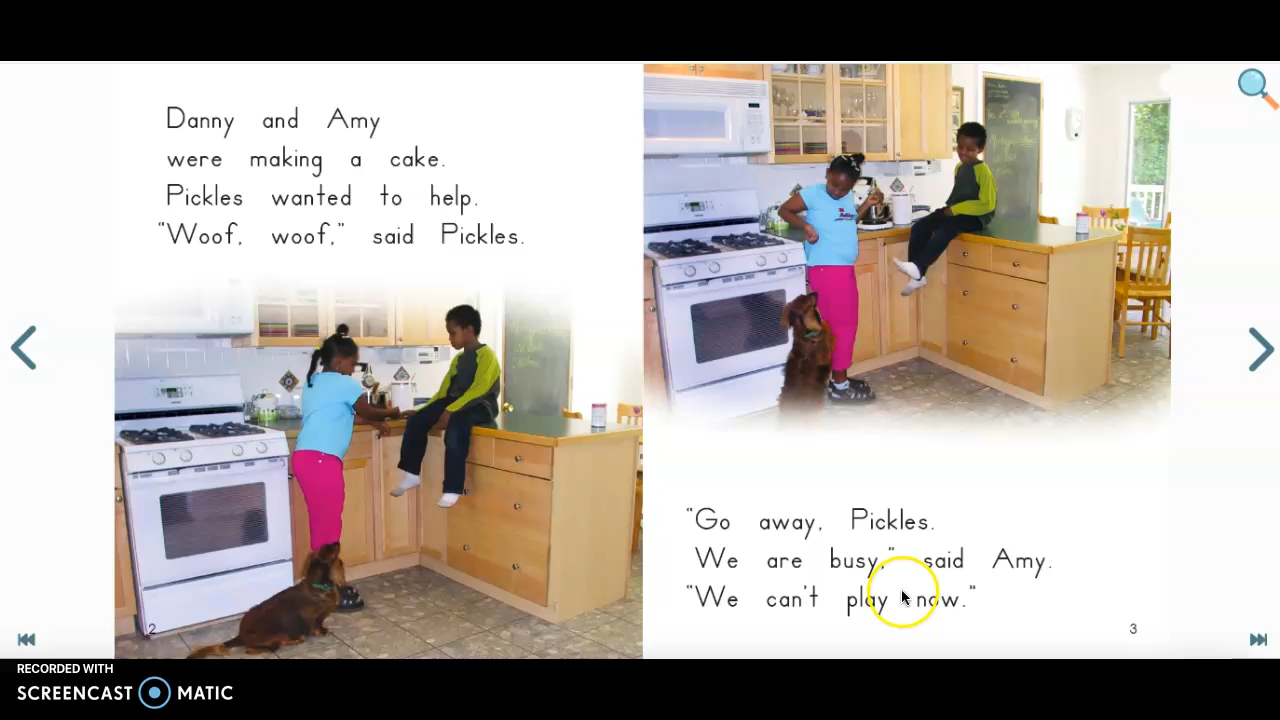 Danny and Amy
were making a cake.
Pickles wanted to help.
"Woof, woof," said Pickles.
2
"Go away, Pickles.
We are busy," said Amy.
"We can't play now."
3
RECORDED WITH
SCREENCAST MATIC